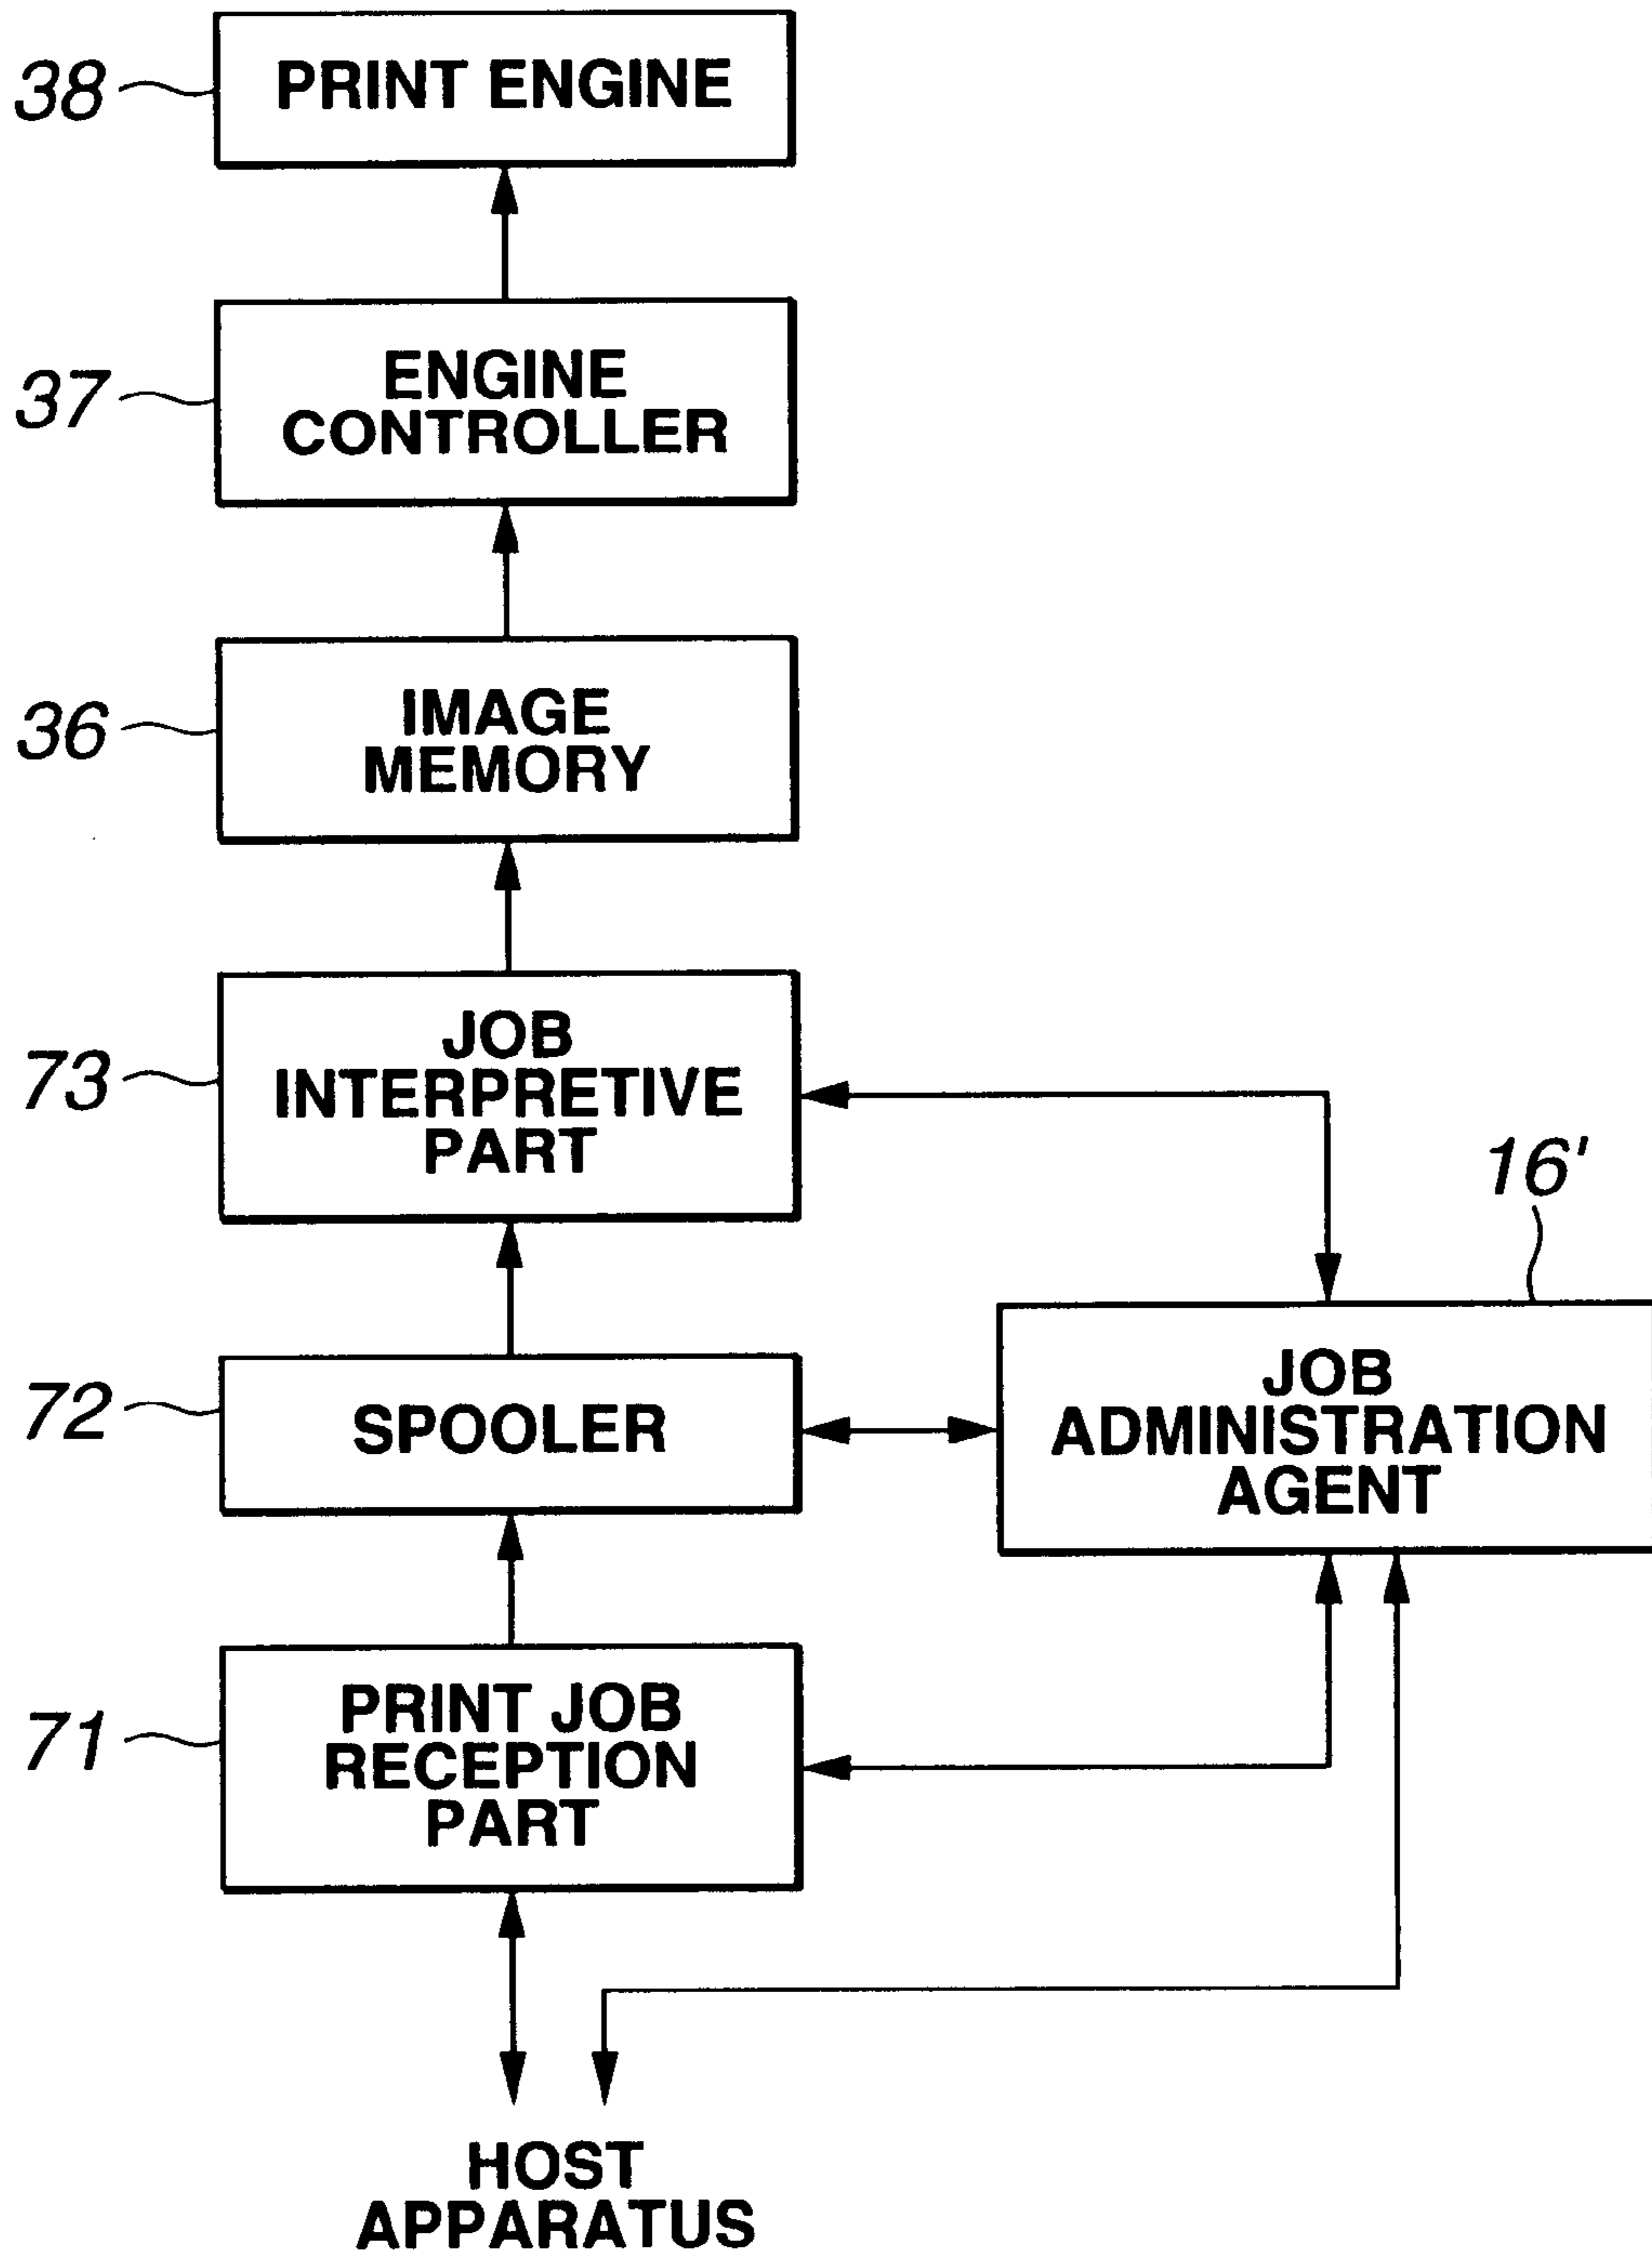 38
PRINT ENGINE
37
ENGINE
CONTROLLER
36
IMAGE
MEMORY
73
JOB
INTERPRETIVE
PART
16'
72
SPOOLER
JOB
ADMINISTRATION
AGENT
71
PRINT JOB
RECEPTION
PART
HOST
APPARATUS